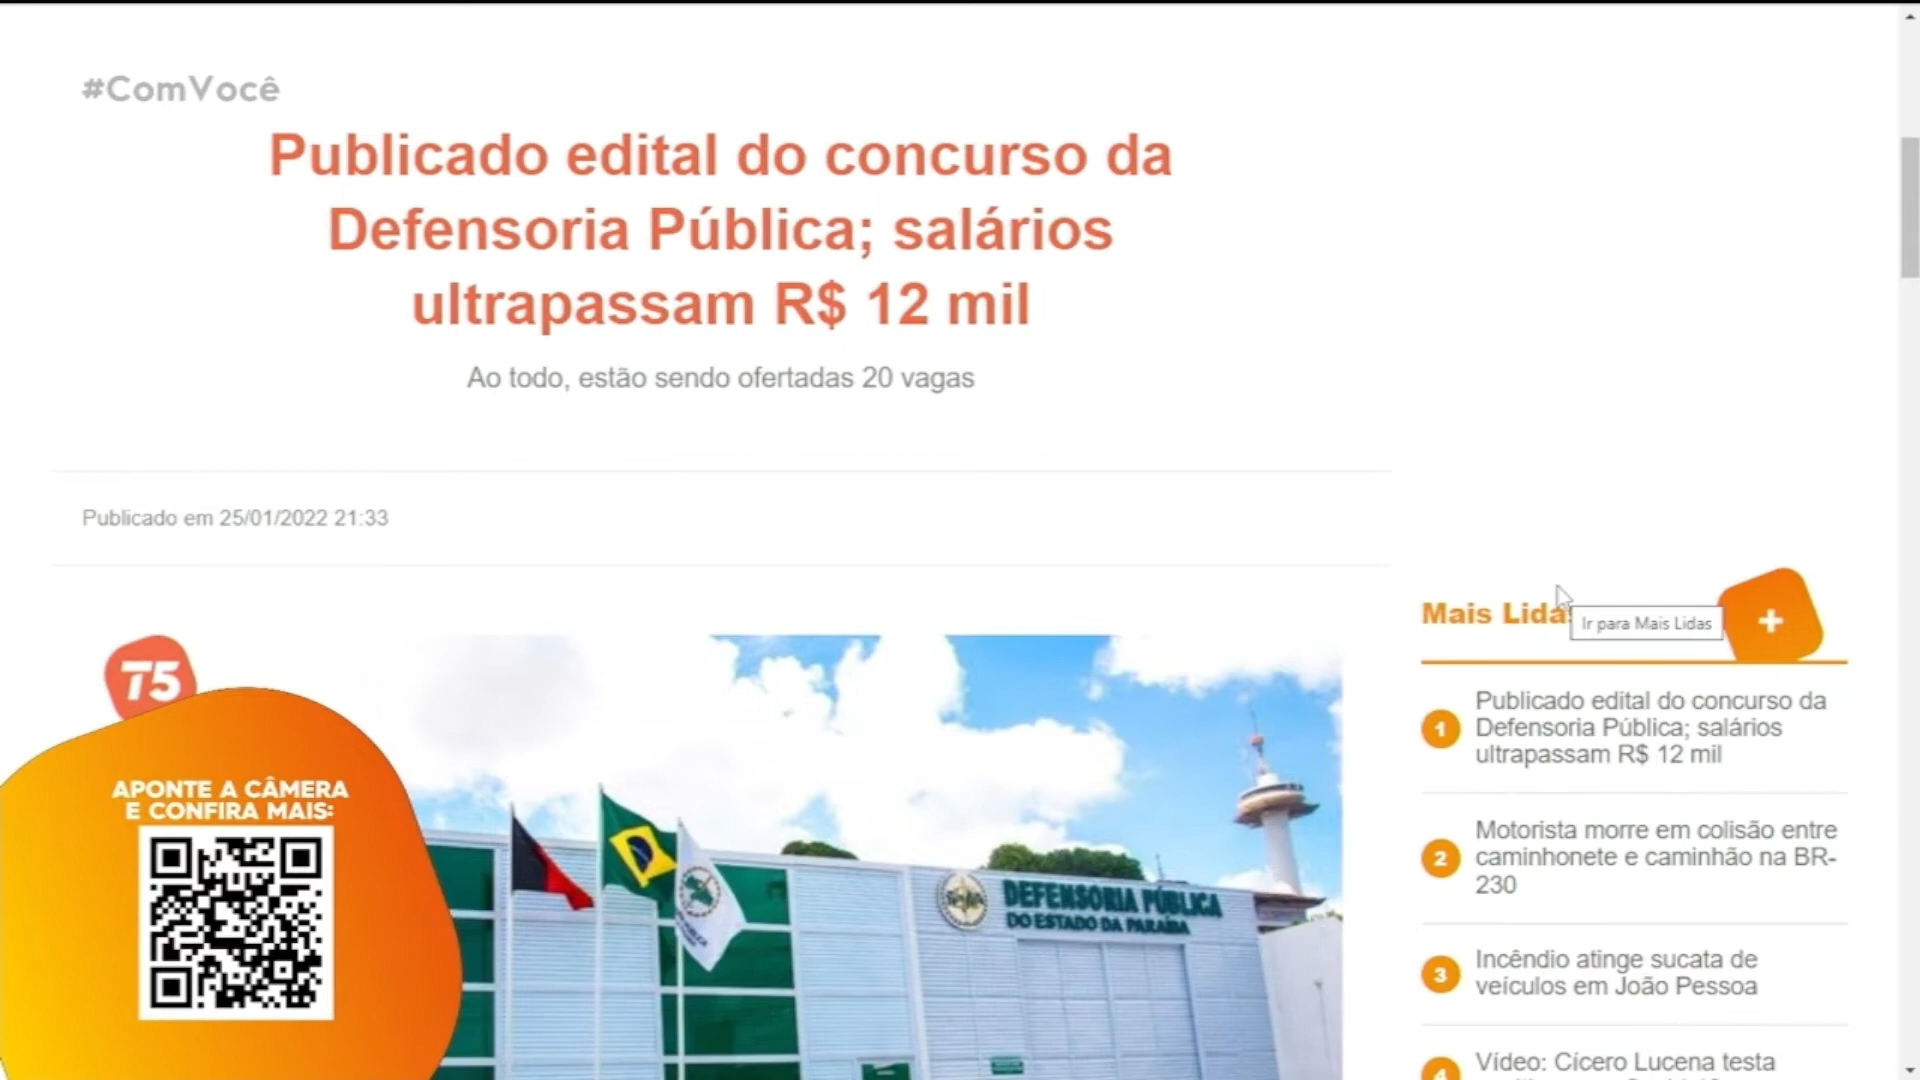 #ComVocê
Publicado edital do concurso da
Defensoria Pública; salários
ultrapassam R$ 12 mil
Ao todo, estão sendo ofertadas 20 vagas
Publicado em 25/01/2022 21:33
T5
APONTE A CÂMERA
E CONFIRA MAIS:
DEFENSORIA PÚBLICA
DO ESTADO DA PARAÍBA
Mais Lidas
Ir para Mais Lidas
+
1
Publicado edital do concurso da
Defensoria Pública; salários
ultrapassam R$ 12 mil
2
Motorista morre em colisão entre
caminhonete e caminhão na BR-
230
3
Incêndio atinge sucata de
veículos em João Pessoa
4
Vídeo: Cícero Lucena testa